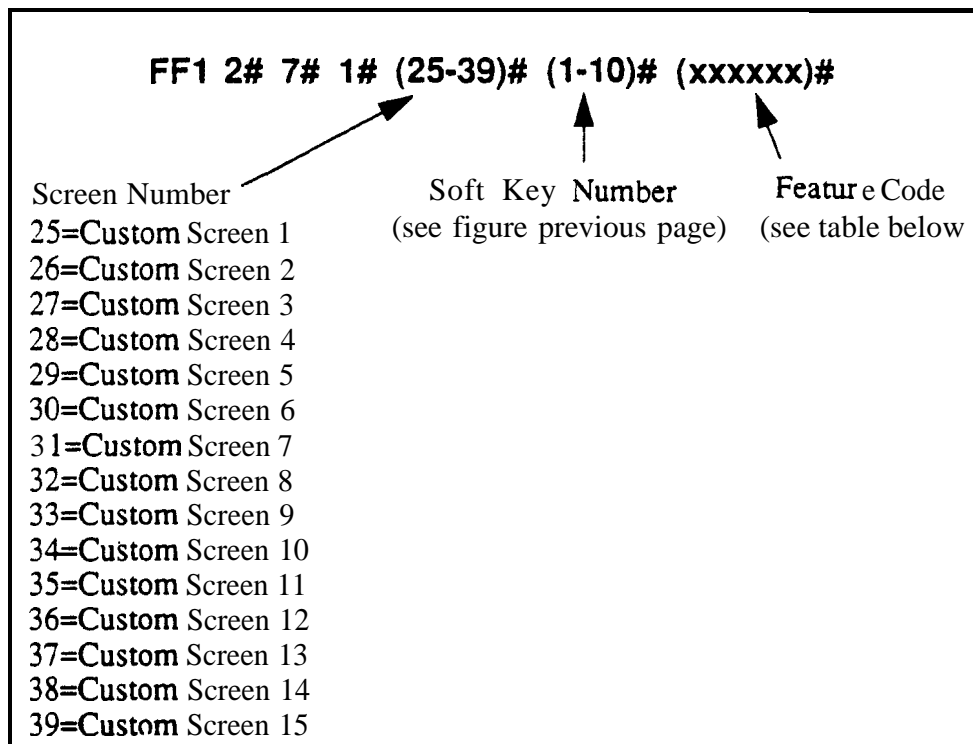 FF1 2# 7# 1# (25-39)# (1-10)# (xxxxxx)#
Screen Number
25=Custom Screen 1
26=Custom Screen 2
27=Custom Screen 3
28=Custom Screen 4
29=Custom Screen 5
30=Custom Screen 6
31=Custom Screen 7
32=Custom Screen 8
33=Custom Screen 9
34=Custom Screen 10
35=Custom Screen 11
36=Custom Screen 12
37=Custom Screen 13
38=Custom Screen 14
39=Custom Screen 15
Soft Key Number
(see figure previous page)
Feature Code
(see table below